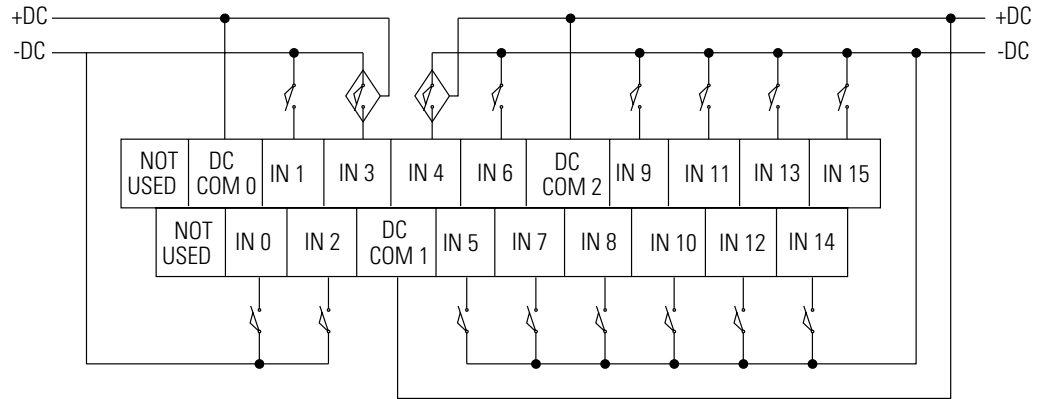 +DC
+DC
-DC
-DC
NOT
USED
DC
COM 0
IN 1
IN 3
IN 4
IN 6
DC
COM 2
IN 9
IN 11
IN 13
IN 15
NOT
USED
IN 0
IN 2
DC
COM 1
IN 5
IN 7
IN 8
IN 10
IN 12
IN 14